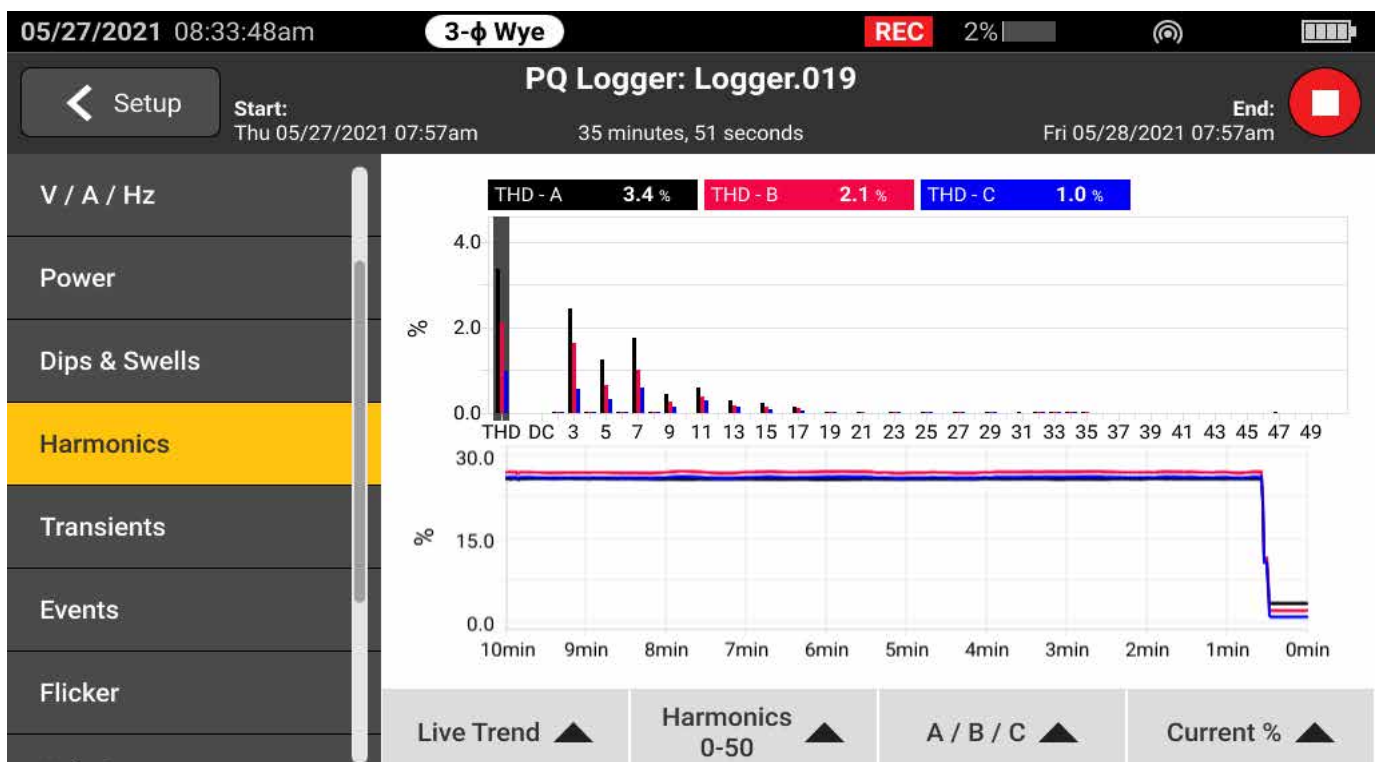 05/27/2021 08:33:48am 3-ϕ Wye REC 2%
PQ Logger: Logger.019
Setup
Start:
Thu 05/27/2021 07:57am
35 minutes, 51 seconds
End:
Fri 05/28/2021 07:57am
V / A / Hz
Power
Dips & Swells
Harmonics
Transients
Events
Flicker
THD - A 3.4 % THD - B 2.1 % THD - C 1.0 %
4.0
%
2.0
0.0
THD DC 3 5 7 9 11 13 15 17 19 21 23 25 27 29 31 33 35 37 39 41 43 45 47 49
30.0
%
15.0
0.0
10min 9min 8min 7min 6min 5min 4min 3min 2min 1min 0min
Live Trend
Harmonics
0-50
A / B / C
Current %